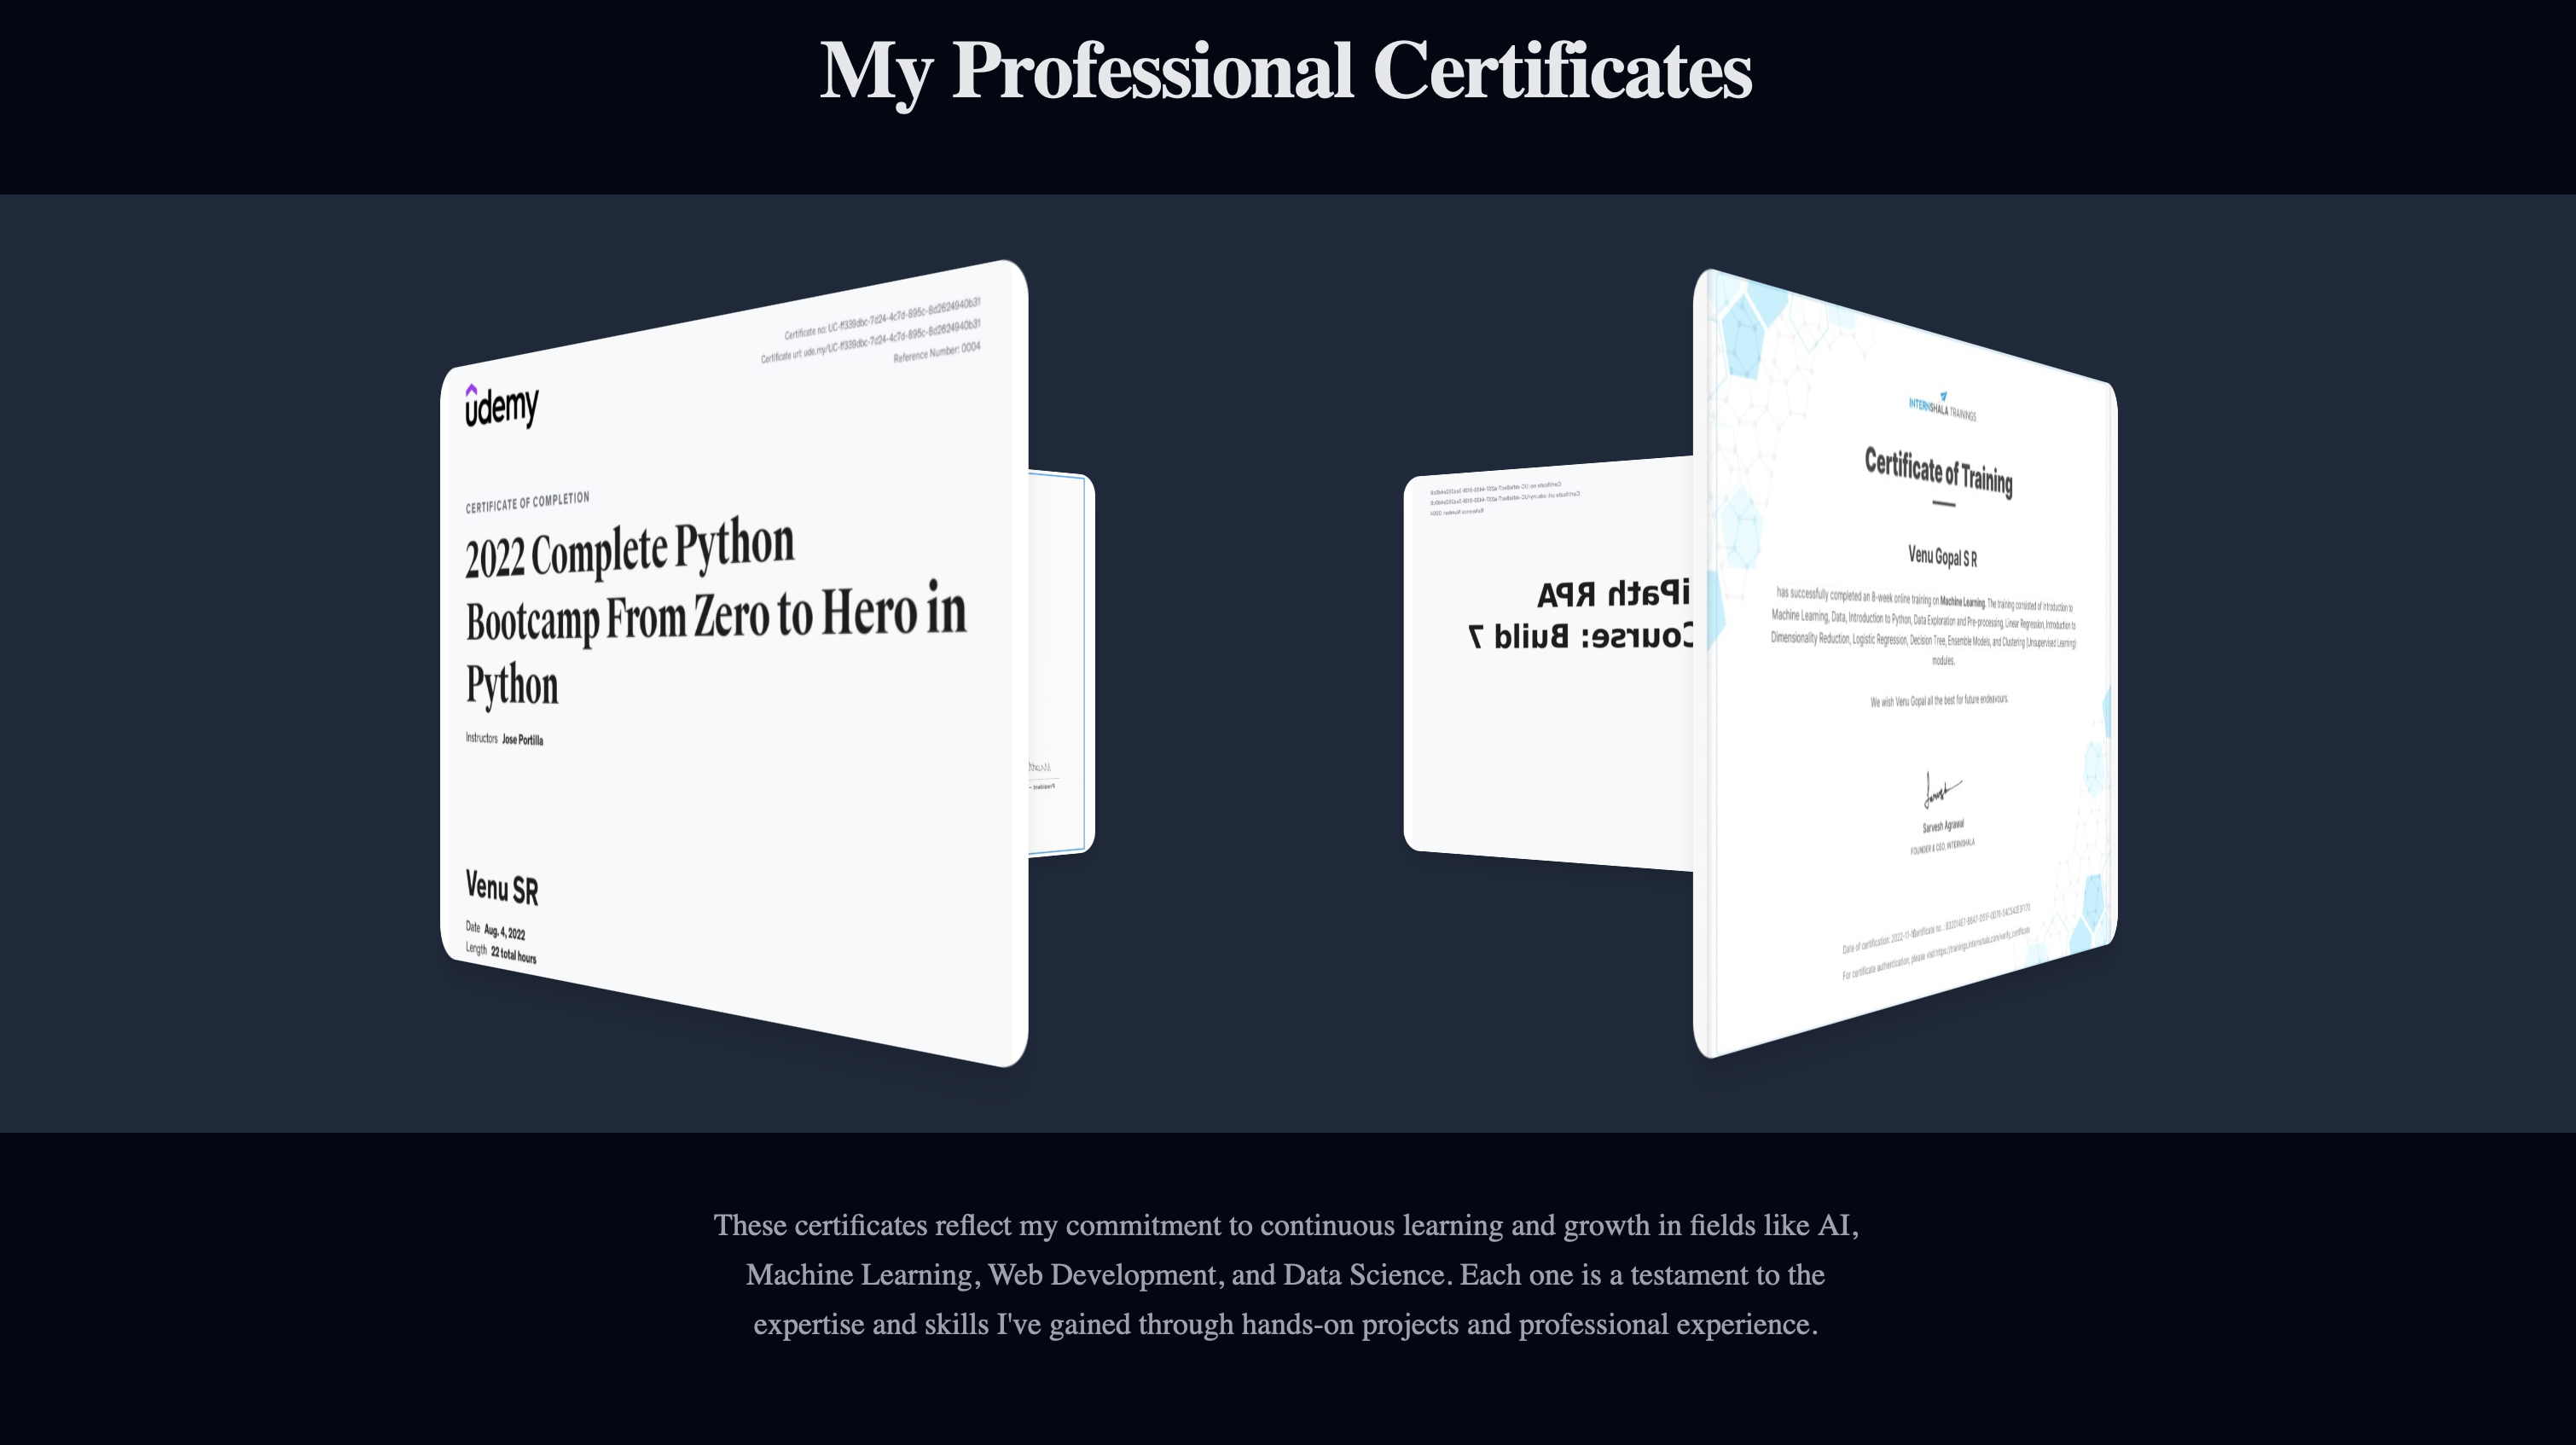 My Professional Certificates
Certificate no: UC-ff339dbc-7d24-4c7d-895c-8d2624940b31
Certificate url: ude.my/UC-ff339dbc-7d24-4c7d-895c-8d2624940b31
Reference Number: 0004
udemy
CERTIFICATE OF COMPLETION
2022 Complete Python
Bootcamp From Zero to Hero in
Python
Instructors Jose Portilla
Venu SR
Date Aug. 4, 2022
Length 22 total hours
President
Reference Number 0004
iPath RPA
Course: Build 7
INTERNSHALA TRAININGS
Certificate of Training
Venu Gopal S R
has successfully completed an 8-week online training on Machine Learning. The training consisted of Introduction to
Machine Learning, Data, Introduction to Python, Data Exploration and Pre-processing, Linear Regression, Introduction to
Dimensionality Reduction, Logistic Regression, Decision Tree, Ensemble Models, and Clustering (Unsupervised Learning)
modules.
We wish Venu Gopal all the best for future endeavours.
Sarvesh Agrawal
FOUNDER & CEO, INTERNSHALA
Date of certification: 2022-11-
For certificate authentication, please visit https://trainings.internshala.com/verify_certificate
These certificates reflect my commitment to continuous learning and growth in fields like AI,
Machine Learning, Web Development, and Data Science. Each one is a testament to the
expertise and skills I've gained through hands-on projects and professional experience.